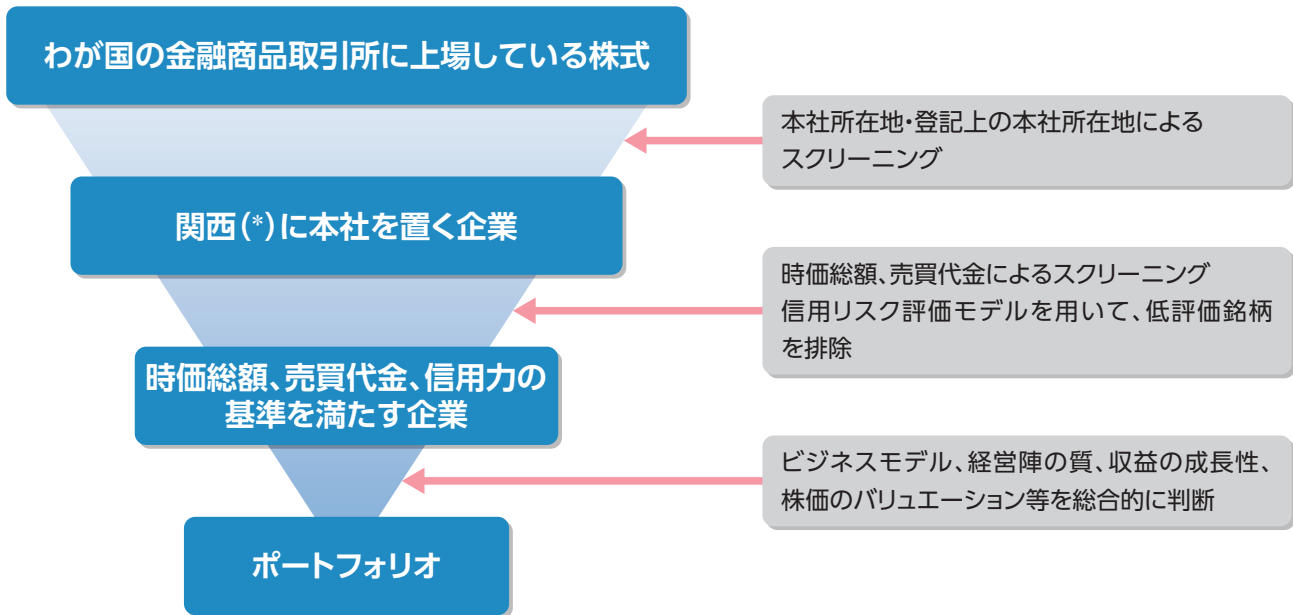 わが国の金融商品取引所に上場している株式
本社所在地・登記上の本社所在地による
スクリーニング
関西(*)に本社を置く企業
時価総額、売買代金によるスクリーニング
信用リスク評価モデルを用いて、低評価銘柄
を排除
時価総額、売買代金、信用力の
基準を満たす企業
ビジネスモデル、経営陣の質、収益の成長性、
株価のバリュエーション等を総合的に判断
ポートフォリオ